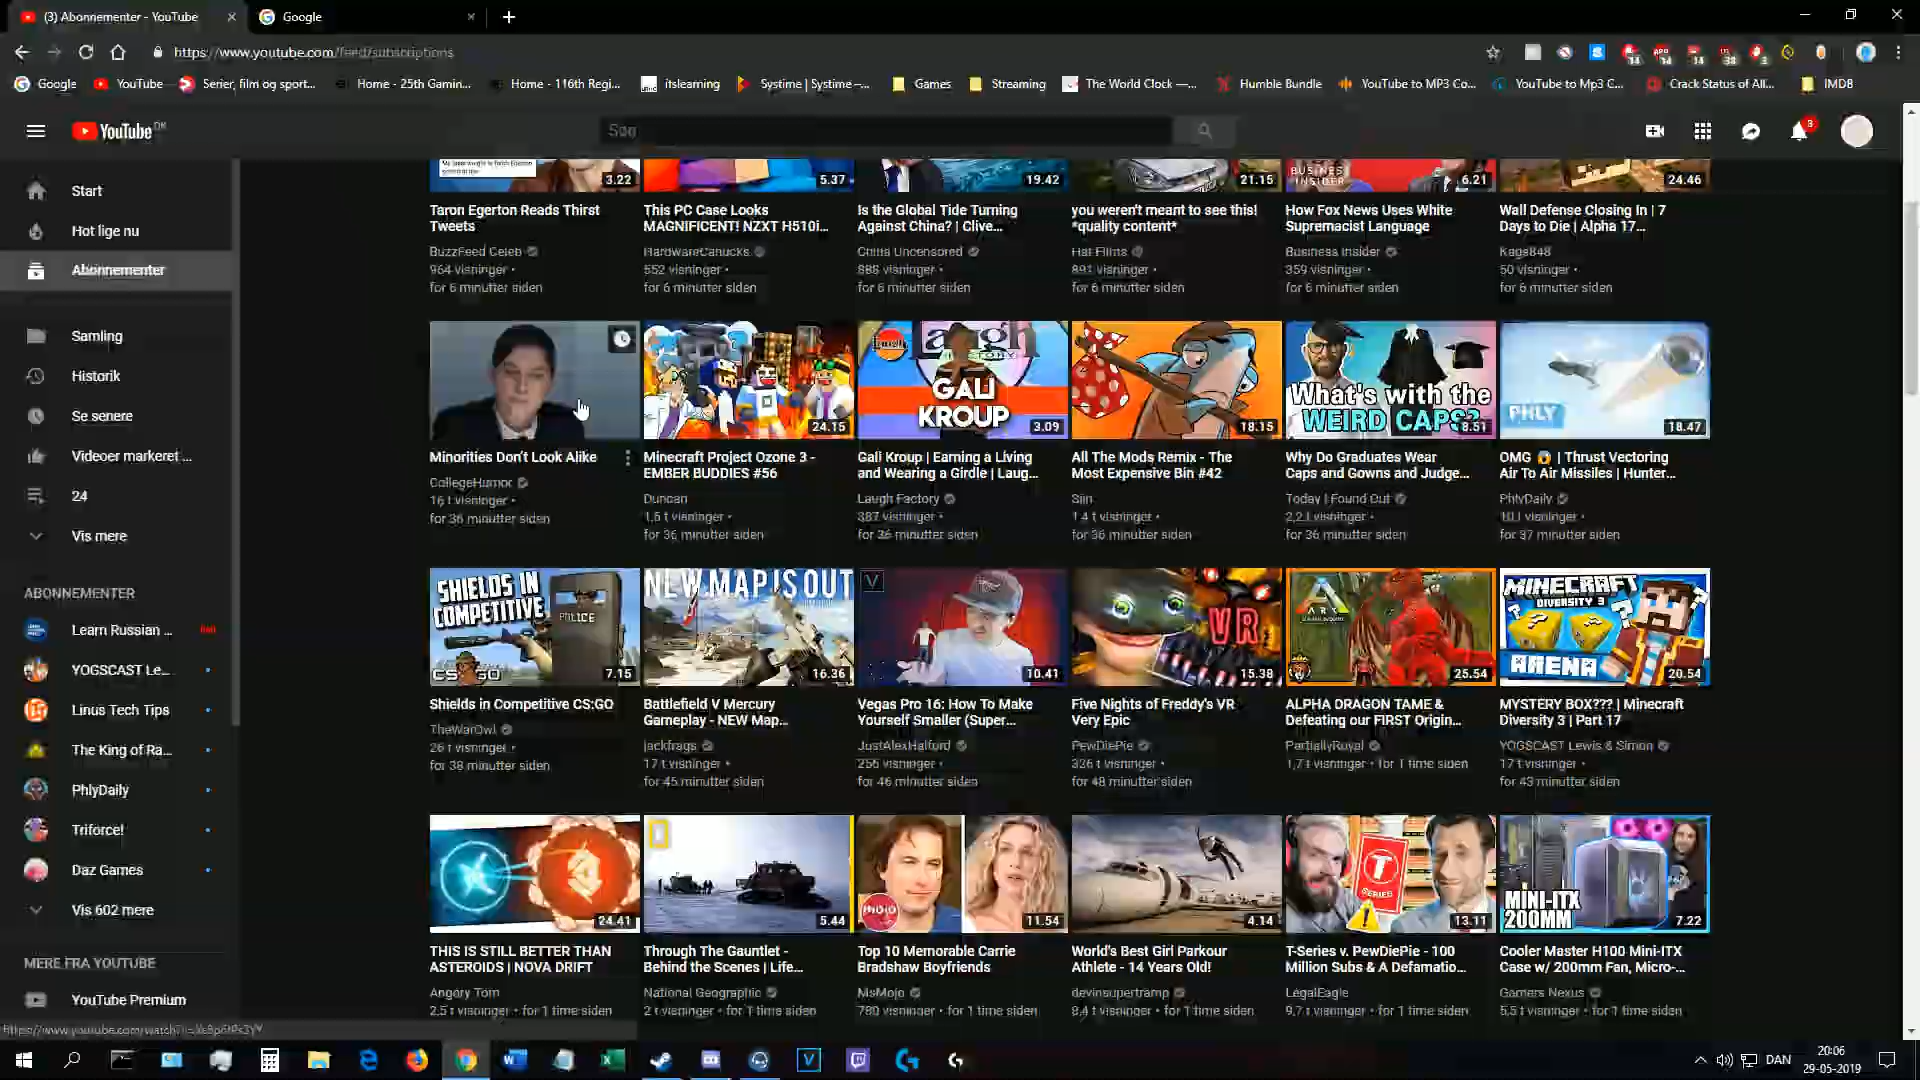 (3) Abonnementer - YouTube
Google
https://www.youtube.com/feed/subscriptions
Google
YouTube
Serier, film og sport...
Home - 25th Gamin...
Home - 116th Regi...
itslearning
Systime | Systime –...
Games
Streaming
The World Clock —...
Humble Bundle
YouTube to MP3 Co...
YouTube to Mp3 C...
Crack Status of All...
IMDB
YouTube DK
Søg
3
Start
Hot lige nu
Abonnementer
Samling
Historik
Se senere
Videoer markeret ...
24
Vis mere
ABONNEMENTER
Learn Russian ...
YOGSCAST Le...
Linus Tech Tips
The King of Ra...
PhlyDaily
Triforce!
Daz Games
Vis 602 mere
MERE FRA YOUTUBE
YouTube Premium
3.22
5.37
19.42
21.15
BUSINESS
INSIDER
6.21
24.46
Taron Egerton Reads Thirst
Tweets
BuzzFeed Celeb
964 visninger •
for 6 minutter siden
This PC Case Looks
MAGNIFICENT! NZXT H510i...
HardwareCanucks
552 visninger •
for 6 minutter siden
Is the Global Tide Turning
Against China? | Clive...
China Uncensored
885 visninger •
for 6 minutter siden
you weren't meant to see this!
*quality content*
Hat Films
891 visninger •
for 6 minutter siden
How Fox News Uses White
Supremacist Language
Business Insider
359 visninger •
for 6 minutter siden
Wall Defense Closing In | 7
Days to Die | Alpha 17...
Kage848
50 visninger •
for 6 minutter siden
24.15
GALI
KROUP
3.09
18.15
What's with the
WEIRD CAPS?
8.51
PHLY
18.47
Minorities Don't Look Alike
CollegeHumor
16 t visninger •
for 36 minutter siden
Minecraft Project Ozone 3 -
EMBER BUDDIES #56
Duncan
1,6 t visninger •
for 36 minutter siden
Gali Kroup | Earning a Living
and Wearing a Girdle | Laug...
Laugh Factory
387 visninger •
for 36 minutter siden
All The Mods Remix - The
Most Expensive Bin #42
Sjin
1.4 t visninger •
for 36 minutter siden
Why Do Graduates Wear
Caps and Gowns and Judge...
Today I Found Out
2,2 t visninger •
for 36 minutter siden
OMG 😱 | Thrust Vectoring
Air To Air Missiles | Hunter...
PhlyDaily
10 t visninger •
for 37 minutter siden
SHIELDS IN
COMPETITIVE
POLICE
CS:GO
7.15
NEW MAP IS OUT
16.36
V
10.41
VR
15.38
ARK
25.54
MINECRAFT
DIVERSITY 3
ARENA
20.54
Shields in Competitive CS:GO
TheWarOwl
26 t visninger •
for 38 minutter siden
Battlefield V Mercury
Gameplay - NEW Map...
jackfrags
17 t visninger •
for 45 minutter siden
Vegas Pro 16: How To Make
Yourself Smaller (Super...
JustAlexHalford
256 visninger •
for 46 minutter siden
Five Nights of Freddy's VR
Very Epic
PewDiePie
326 t visninger •
for 48 minutter siden
ALPHA DRAGON TAME &
Defeating our FIRST Origin...
PartiallyRoyal
1,7 t visninger • for 1 time siden
MYSTERY BOX??? | Minecraft
Diversity 3 | Part 17
YOGSCAST Lewis & Simon
17 t visninger •
for 43 minutter siden
24.41
5.44
mojo
11.54
4.14
T
SERIES
13.11
MINI-ITX
200MM
7.22
THIS IS STILL BETTER THAN
ASTEROIDS | NOVA DRIFT
Angory Tom
2.5 t visninger • for 1 time siden
Through The Gauntlet -
Behind the Scenes | Life...
National Geographic
2 t visninger • for 1 time siden
Top 10 Memorable Carrie
Bradshaw Boyfriends
MsMojo
780 visninger • for 1 time siden
World's Best Girl Parkour
Athlete - 14 Years Old!
devinsupertramp
8.4 t visninger • for 1 time siden
T-Series v. PewDiePie - 100
Million Subs & A Defamatio...
LegalEagle
9.7 t visninger • for 1 time siden
Cooler Master H100 Mini-ITX
Case w/ 200mm Fan, Micro-...
Gamers Nexus
5,5 t visninger • for 1 time siden
DAN
20:06
29-05-2019